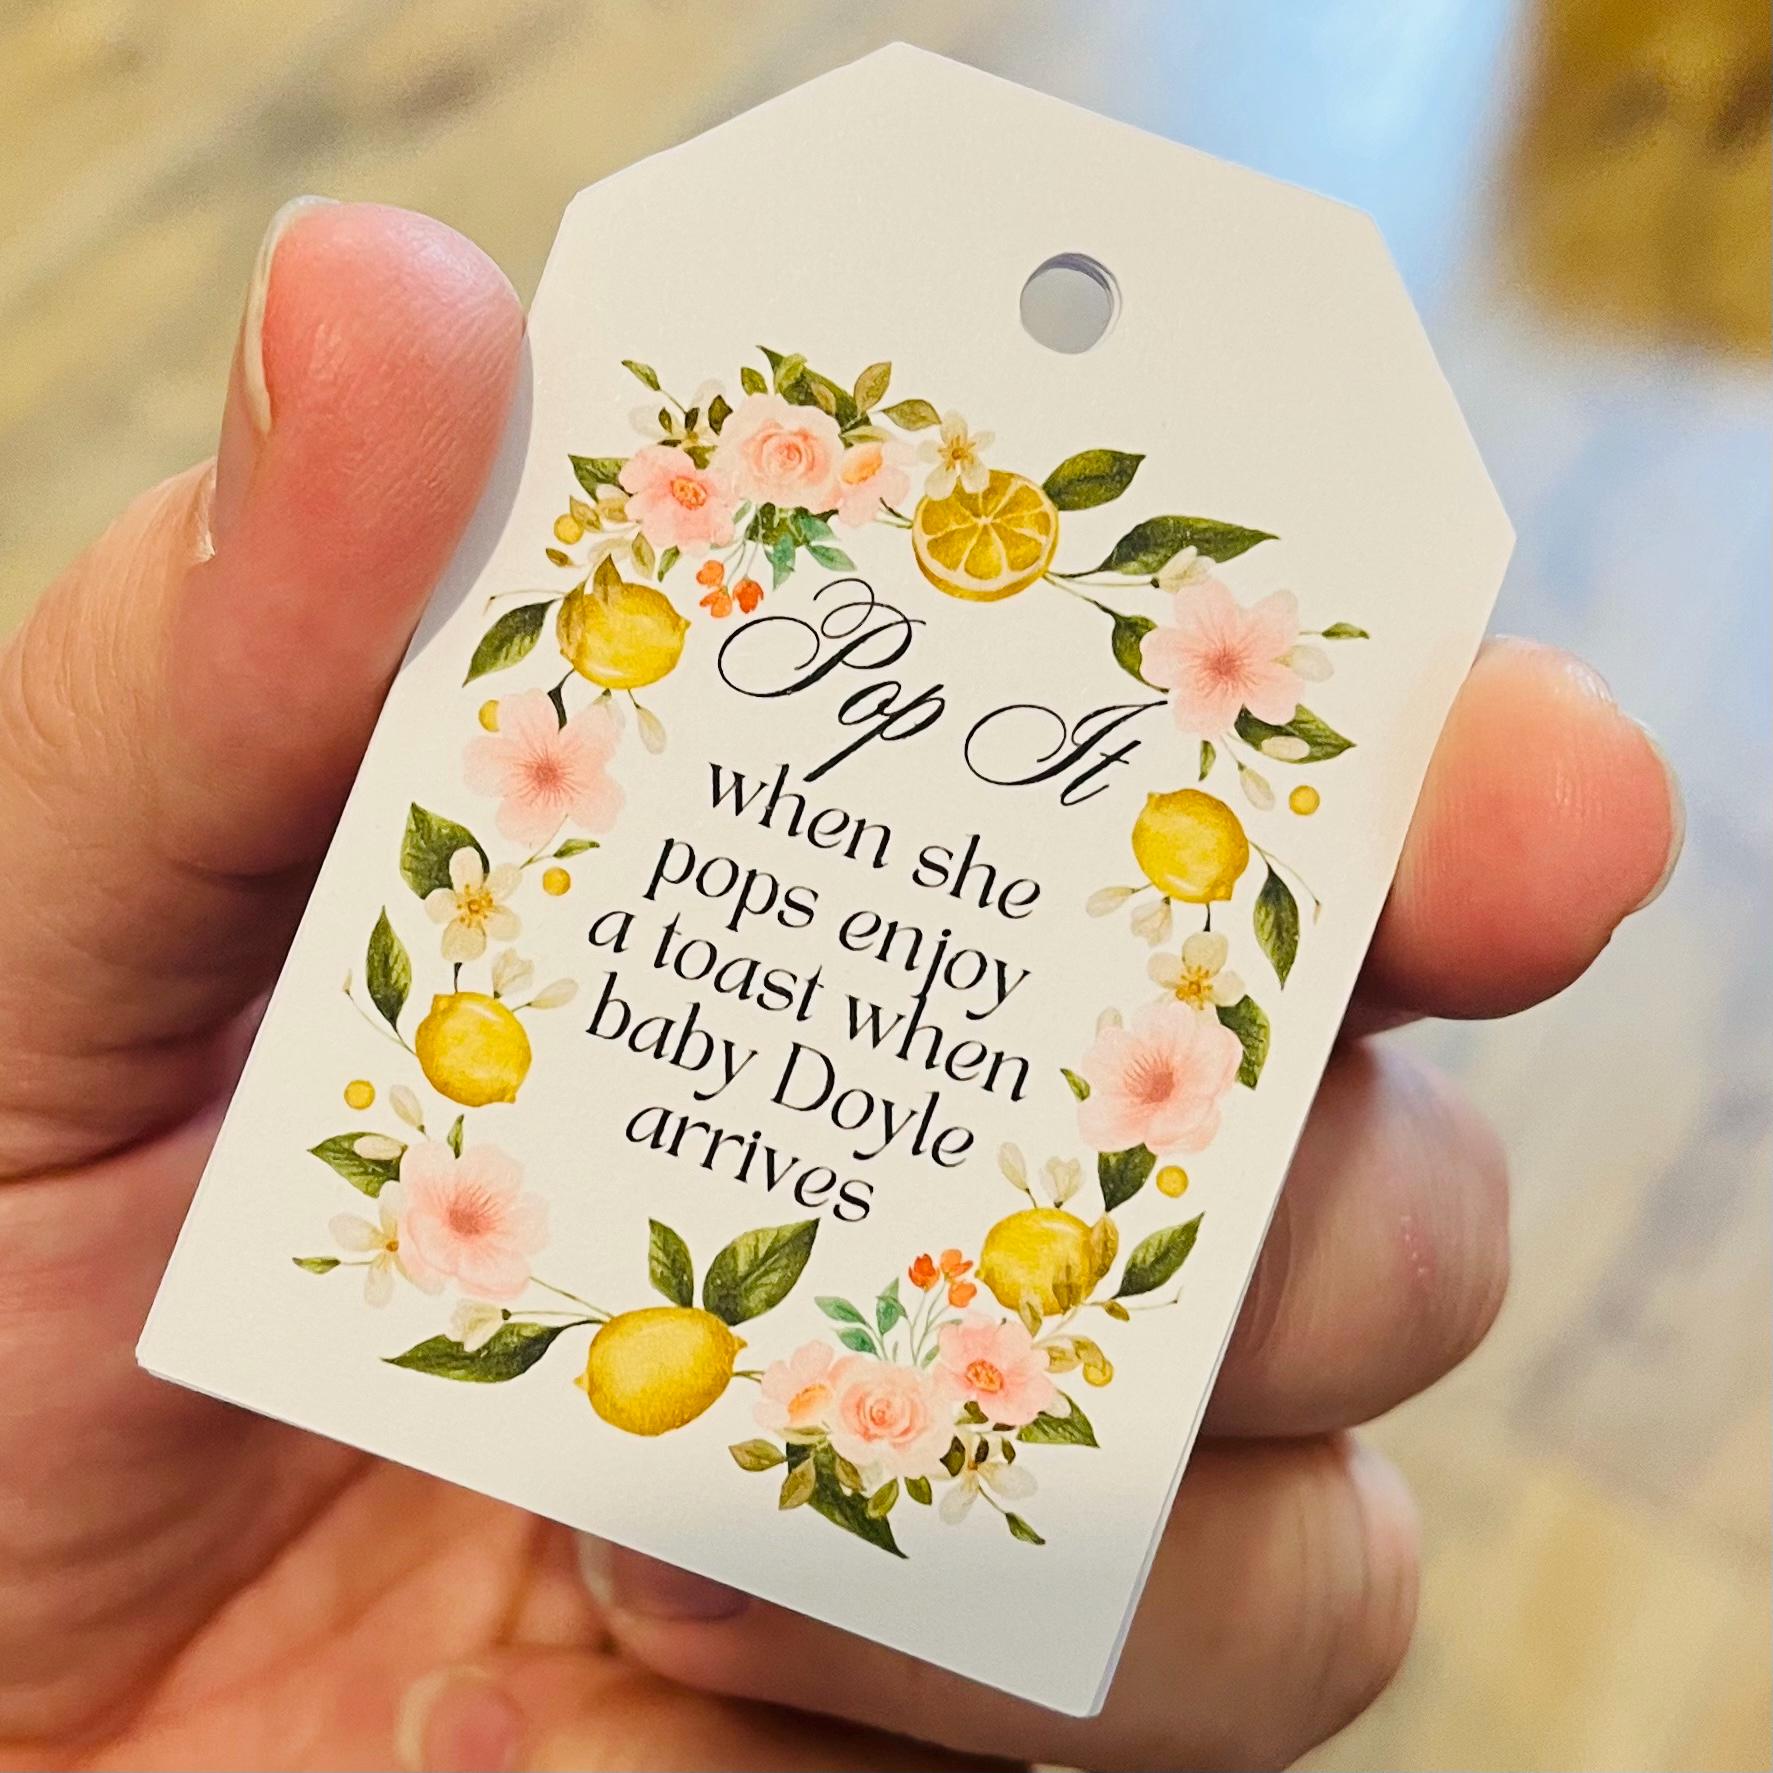 Pop It
when she
pops enjoy
a toast when
baby Doyle
arrives